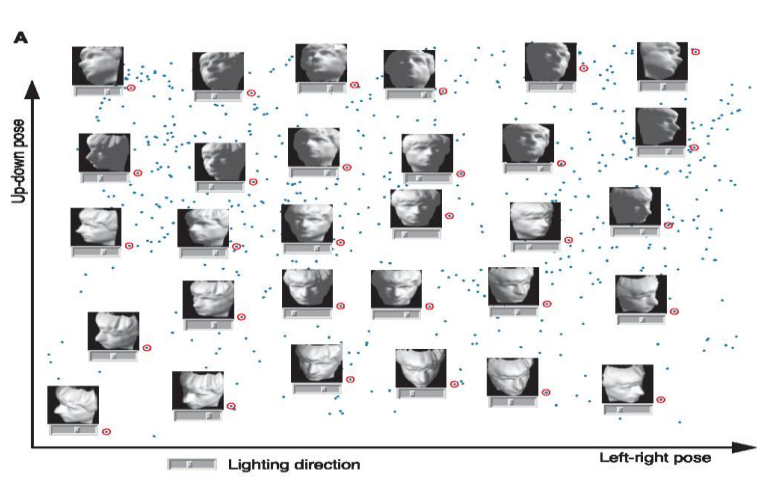 A
Up-down pose
Left-right pose
Lighting direction